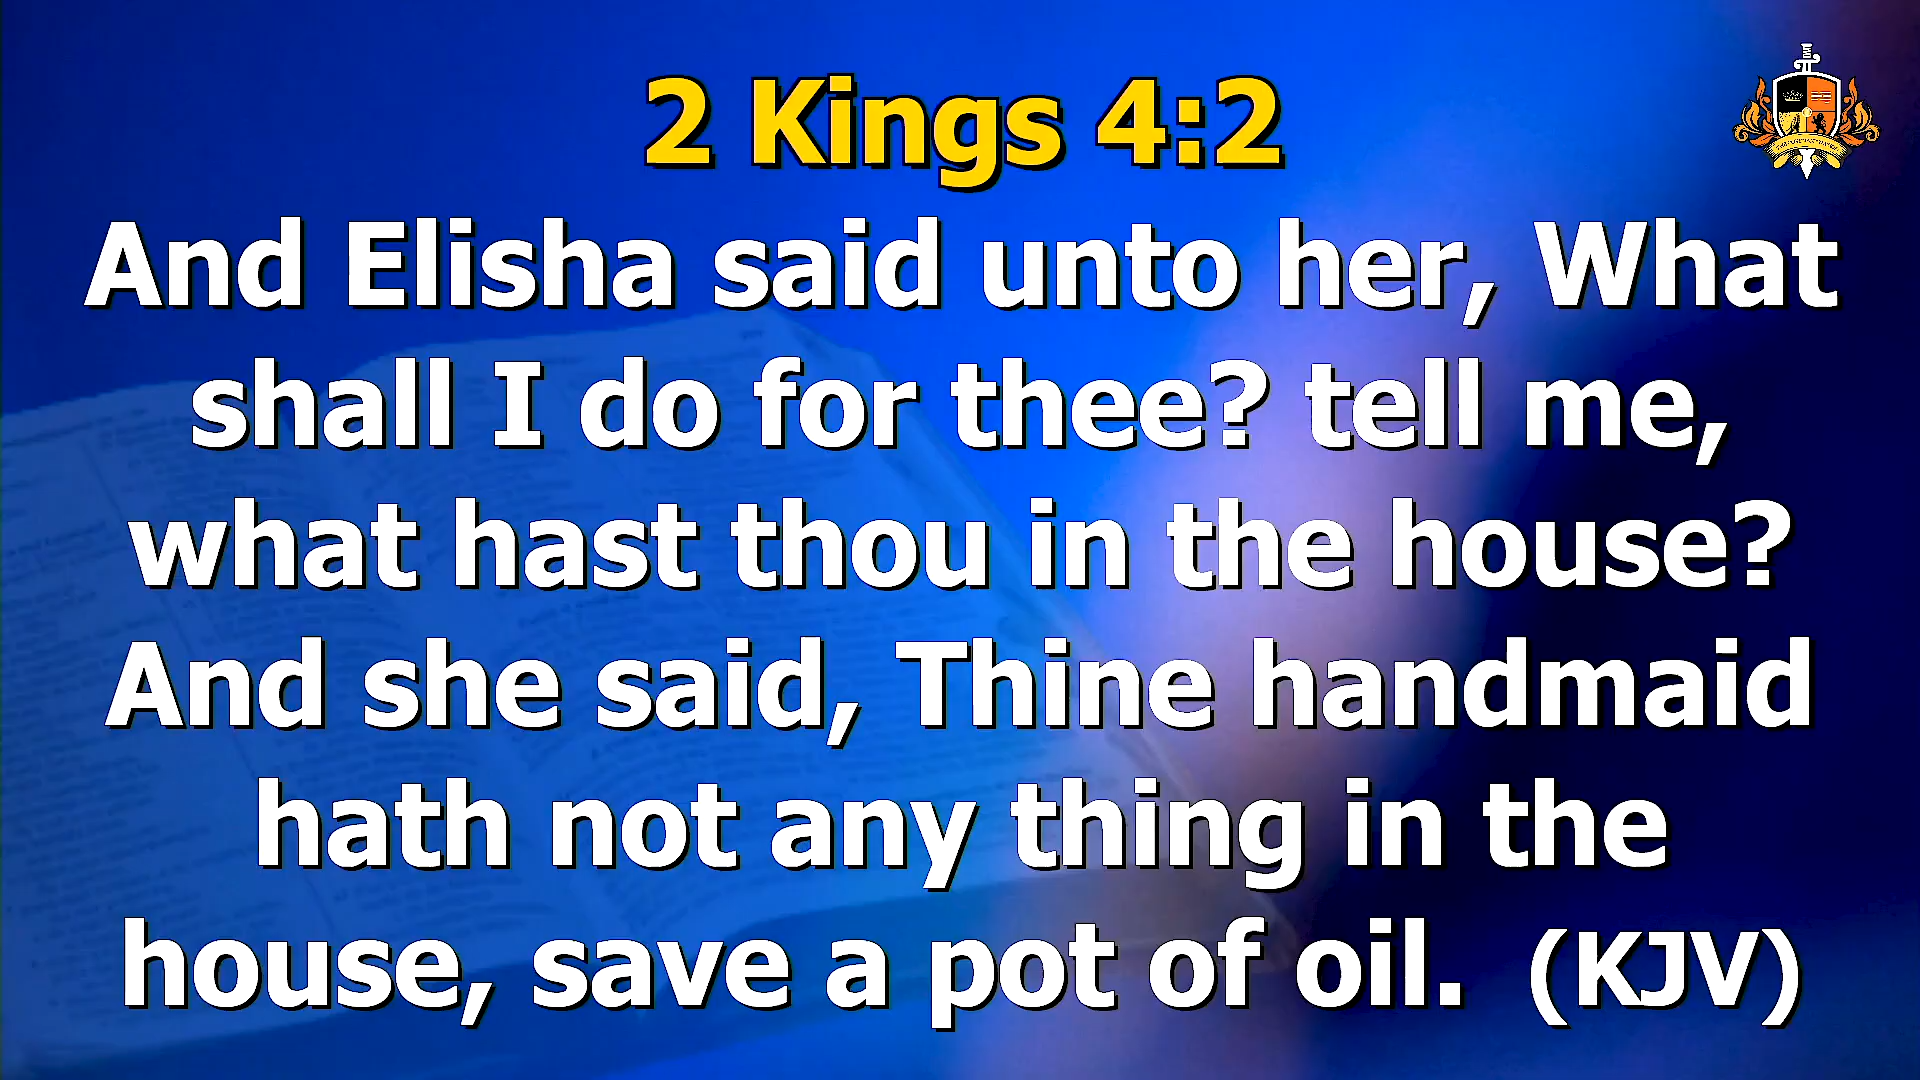 2 Kings 4:2
And Elisha said unto her, What
shall I do for thee? tell me,
what hast thou in the house?
And she said, Thine handmaid
hath not any thing in the
house, save a pot of oil.  (KJV)